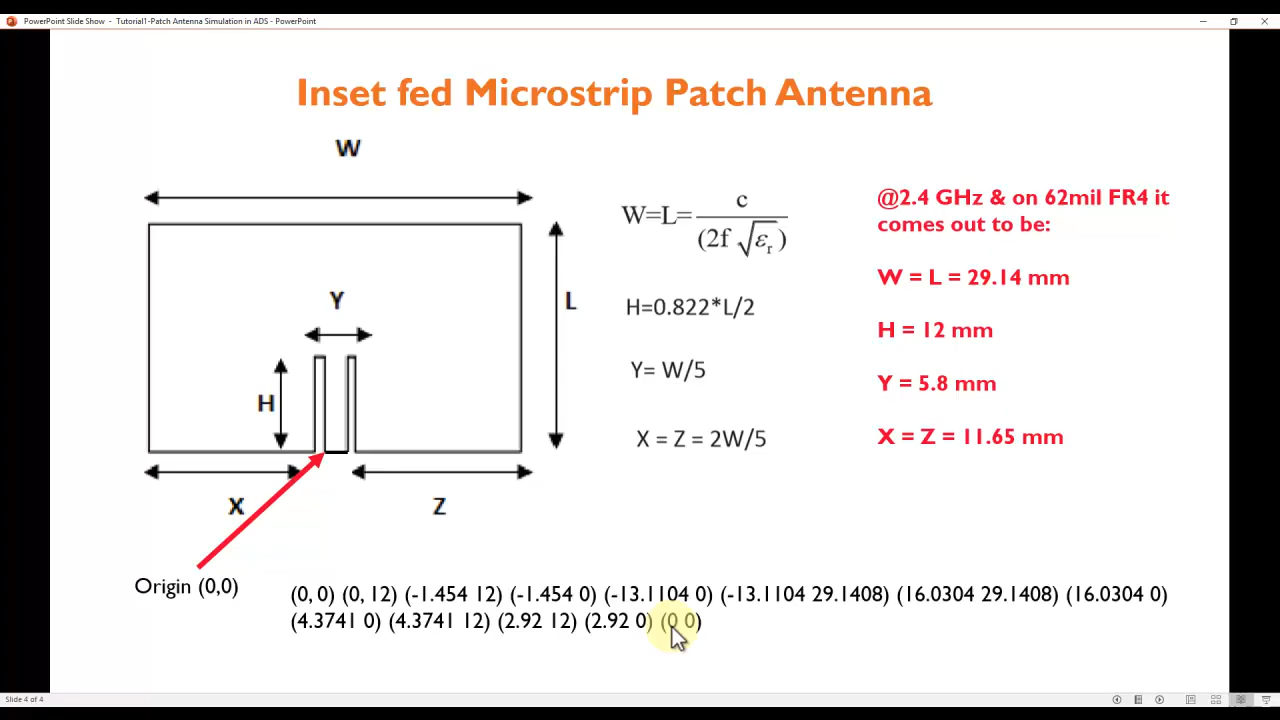 PowerPoint Slide Show - Tutorial1-Patch Antenna Simulation in ADS - PowerPoint
Inset fed Microstrip Patch Antenna
W
Y
L
H
X
Z
W=L= c / (2f √εr)
H=0.822*L/2
Y= W/5
X = Z = 2W/5
@2.4 GHz & on 62mil FR4 it
comes out to be:
W = L = 29.14 mm
H = 12 mm
Y = 5.8 mm
X = Z = 11.65 mm
Origin (0,0)
(0, 0) (0, 12) (-1.454 12) (-1.454 0) (-13.1104 0) (-13.1104 29.1408) (16.0304 29.1408) (16.0304 0)
(4.3741 0) (4.3741 12) (2.92 12) (2.92 0) (0 0)
Slide 4 of 4